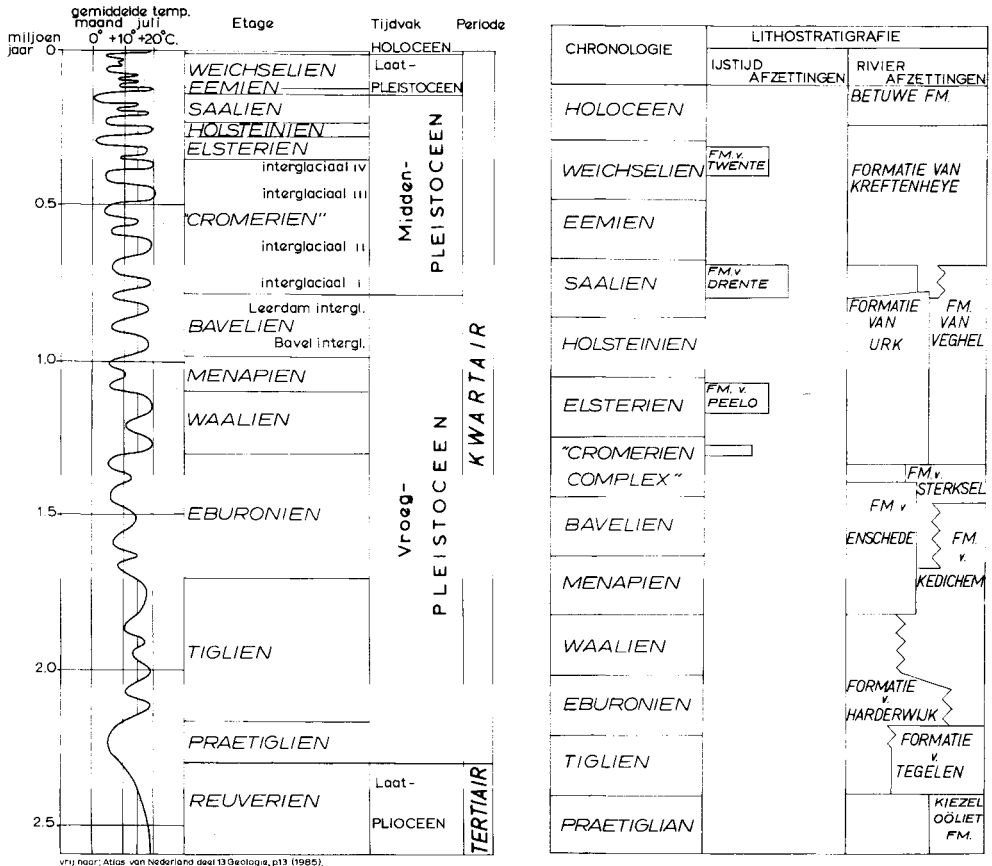 gemiddelde temp.
maand juli
miljoen jaar
0° +10° +20°C.
Etage
Tijdvak
Periode
0
HOLOCEEN
WEICHSELIEN
Laat-
EEMIEN
PLEISTOCEEN
SAALIEN
HOLSTEINIEN
ELSTERIEN
interglaciaal IV
interglaciaal III
0.5
"CROMERIEN"
interglaciaal II
interglaciaal I
Midden-
PLEISTOCEEN
Leerdam intergl.
BAVELIEN
Bavel intergl.
1.0
MENAPIEN
WAALIEN
1.5
EBURONIEN
Vroeg-
PLEISTOCEEN
KWARTAIR
TIGLIEN
2.0
PRAETIGLIEN
REUVERIEN
Laat-
PLIOCEEN
TERTIAIR
2.5
vrij naar: Atlas van Nederland deel 13 Geologie, p13 (1985).
CHRONOLOGIE
LITHOSTRATIGRAFIE
IJSTIJD
AFZETTINGEN
RIVIER
AFZETTINGEN
HOLOCEEN
BETUWE FM.
WEICHSELIEN
FM. v.
TWENTE
FORMATIE VAN
KREFTENHEYE
EEMIEN
SAALIEN
FM. v
DRENTE
FORMATIE
VAN
URK
FM.
VAN
VEGHEL
HOLSTEINIEN
ELSTERIEN
FM. v.
PEELO
"CROMERIEN
COMPLEX"
FM. v.
STERKSEL
BAVELIEN
FM. v
ENSCHEDE
FM.
v.
KEDICHEM
MENAPIEN
WAALIEN
EBURONIEN
FORMATIE
v.
HARDERWIJK
TIGLIEN
FORMATIE
v.
TEGELEN
PRAETIGLIAN
KIEZEL
OÖLIET
FM.